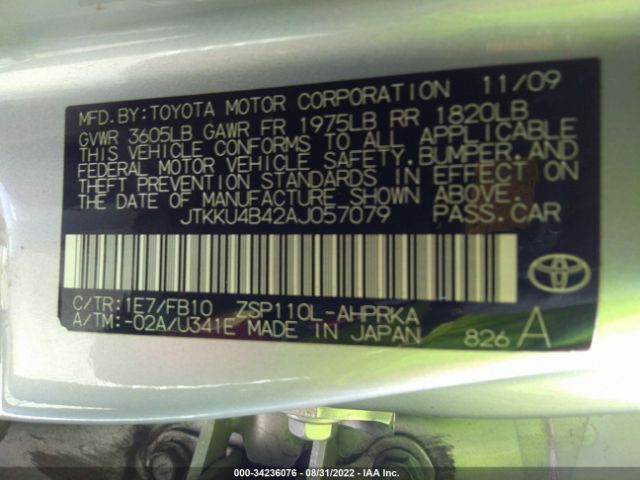 MFD.BY:TOYOTA MOTOR CORPORATION 11/09
GVWR 3605LB GAWR FR 1975LB RR 1820LB
THIS VEHICLE CONFORMS TO ALL APPLICABLE
FEDERAL MOTOR VEHICLE SAFETY,BUMPER,AND
THEFT PREVENTION STANDARDS IN EFFECT ON
THE DATE OF MANUFACTURE SHOWN ABOVE.
JTKKU4B42AJ057079 PASS.CAR
C/TR:1E7/FB10 ZSP110L-AHPRKA
A/TM:-02A/U341E MADE IN JAPAN 826 A
TOYOTA
000-34236076 - 08/31/2022 - IAA Inc.